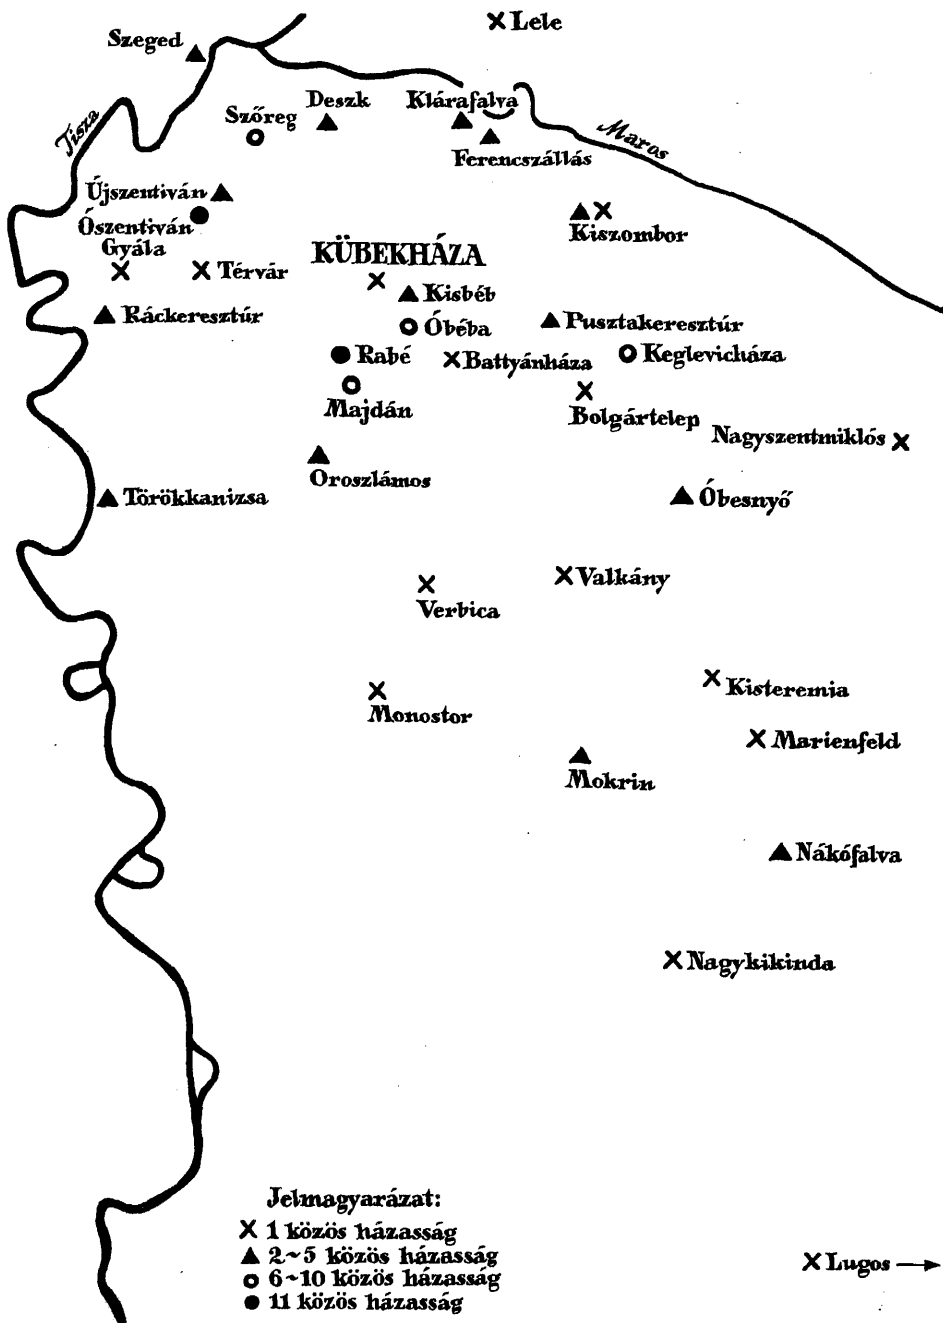 Lele
Szeged
Tisza
Deszk
Klárafalva
Szőreg
Maros
Ferencszállás
Újszentiván
Ószentiván
Gyála
Térvár
KÜBEKHÁZA
Kiszombor
Kisbéb
Ráckeresztúr
Óbéba
Pusztakeresztúr
Rabé
Battyánháza
Keglevicháza
Majdán
Bolgártelep
Nagyszentmiklós
Oroszlámos
Törökkanizsa
Óbesnyő
Valkány
Verbica
Kisteremia
Monostor
Marienfeld
Mokrin
Nákófalva
Nagykikinda
Jelmagyarázat:
1 közös házasság
2~5 közös házasság
6~10 közös házasság
11 közös házasság
Lugos